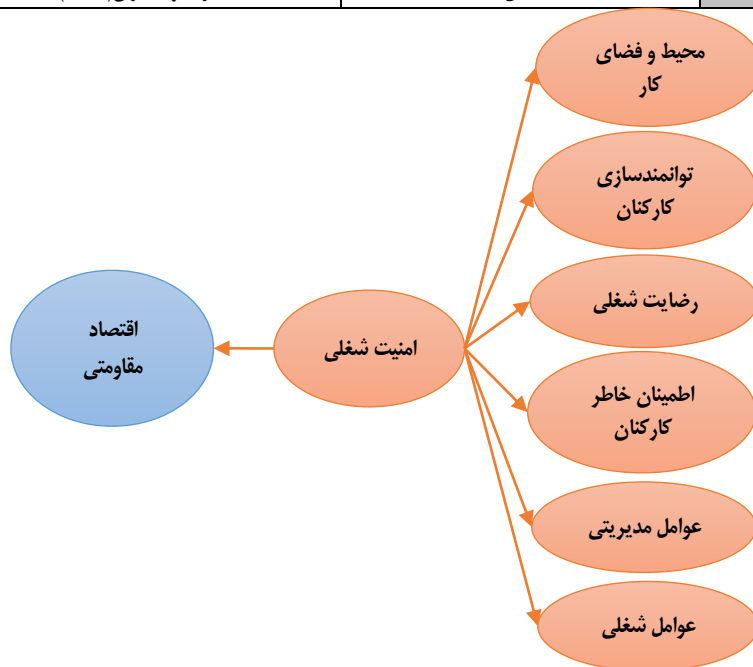 محیط و فضای
کار
توانمندسازی
کارکنان
رضایت شغلی
اقتصاد
مقاومتی
امنیت شغلی
اطمینان خاطر
کارکنان
عوامل مدیریتی
عوامل شغلی